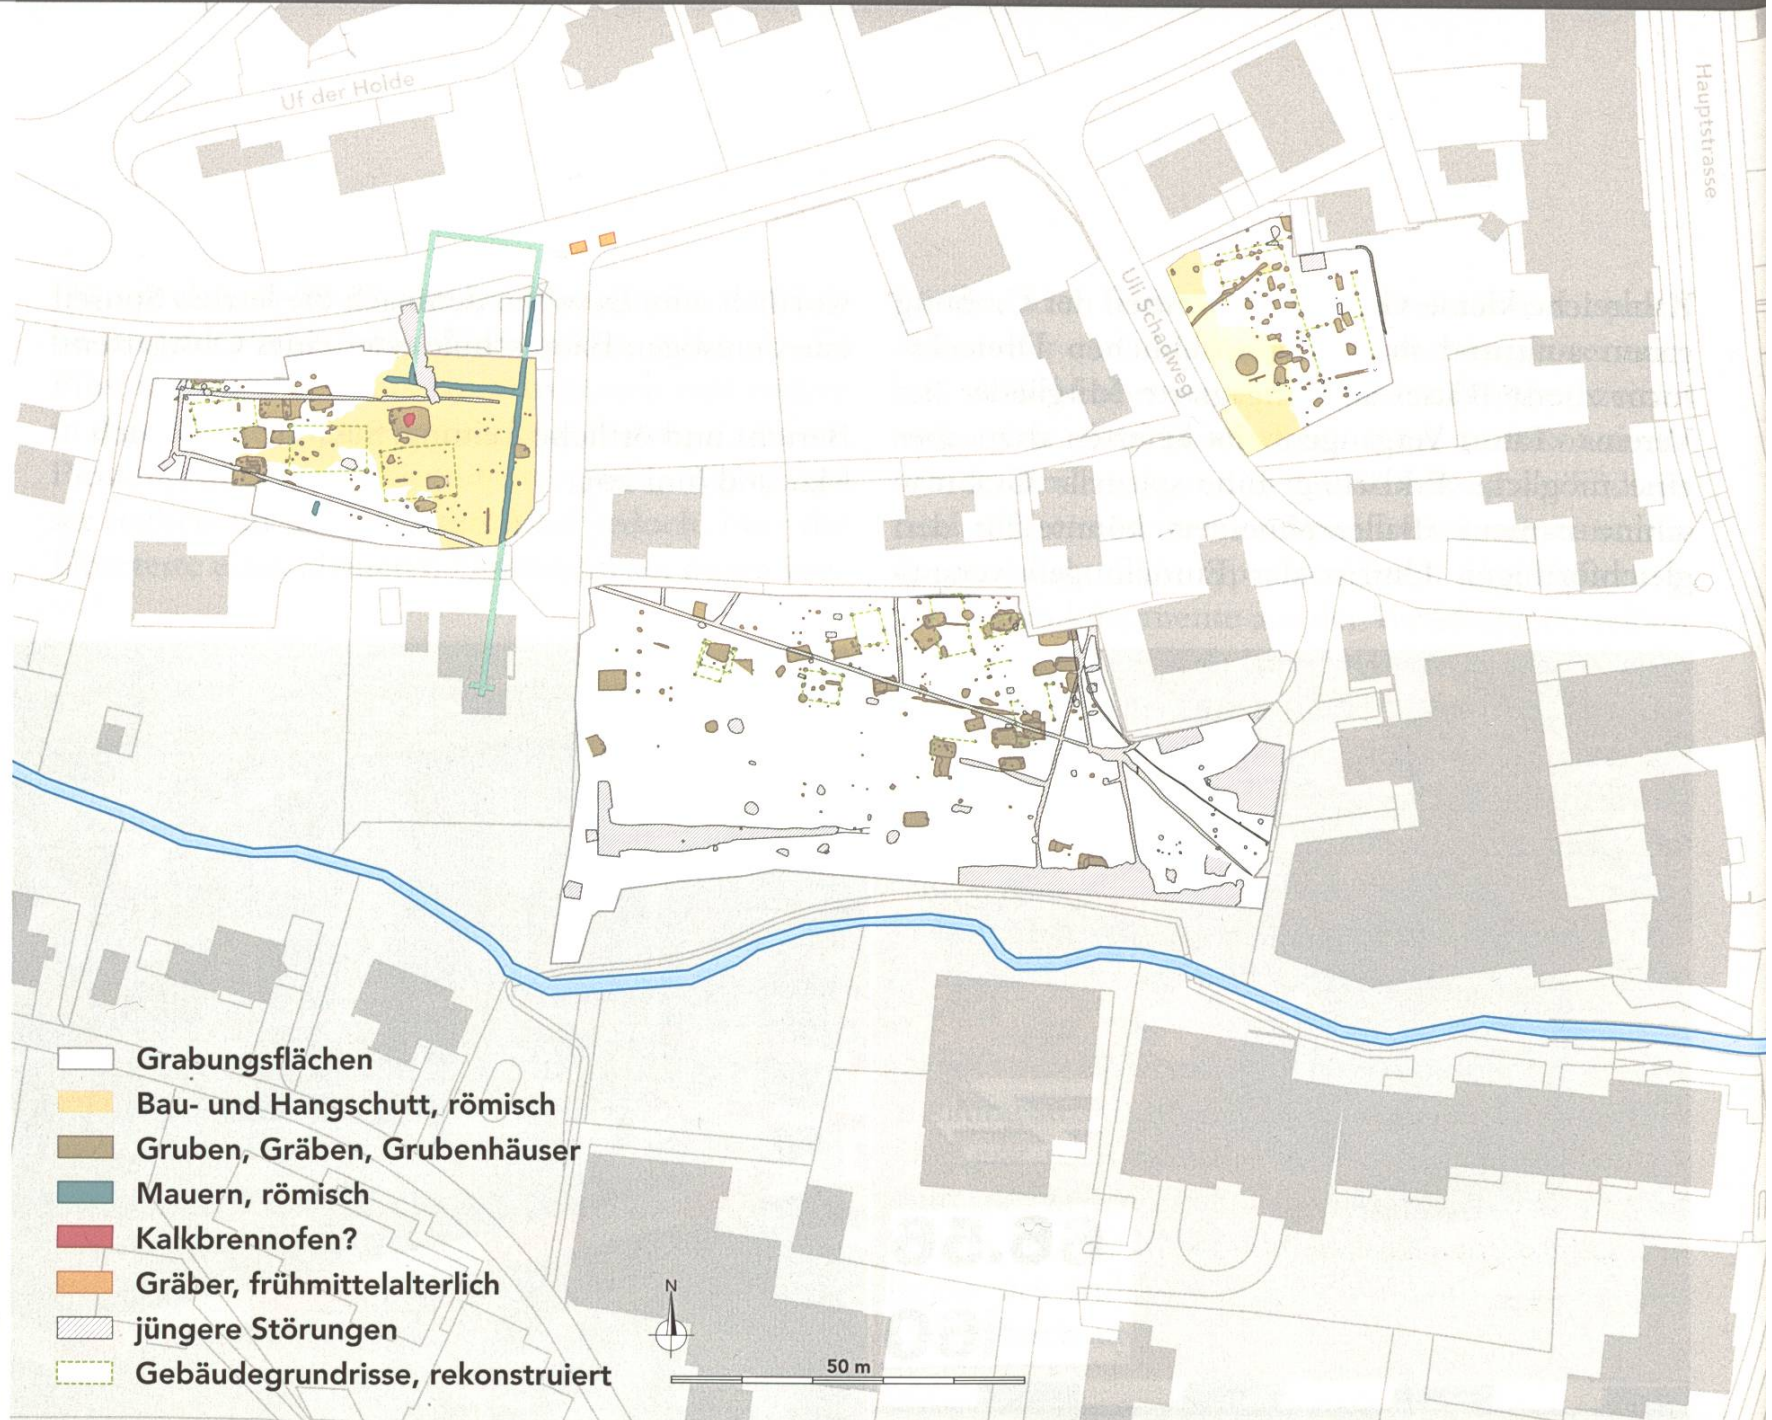 Uf der Holde
Hauptstrasse
Uli Schadweg
Grabungsflächen
Bau- und Hangschutt, römisch
Gruben, Gräben, Grubenhäuser
Mauern, römisch
Kalkbrennofen?
Gräber, frühmittelalterlich
jüngere Störungen
Gebäudegrundrisse, rekonstruiert
N
50 m